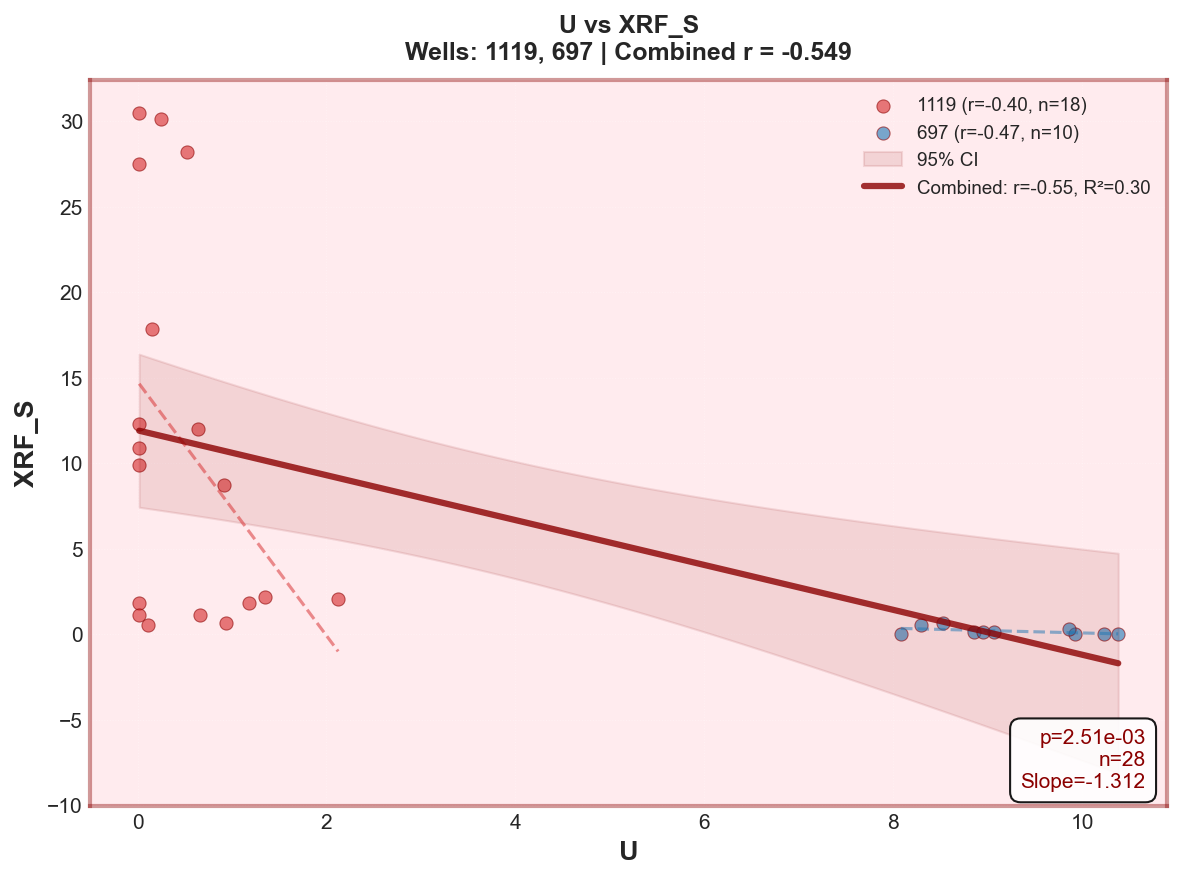 U vs XRF_S
Wells: 1119, 697 | Combined r = -0.549
1119 (r=-0.40, n=18)
697 (r=-0.47, n=10)
95% CI
Combined: r=-0.55, R²=0.30
XRF_S
30
25
20
15
10
5
0
−5
−10
p=2.51e-03
n=28
Slope=-1.312
0 2 4 6 8 10
U